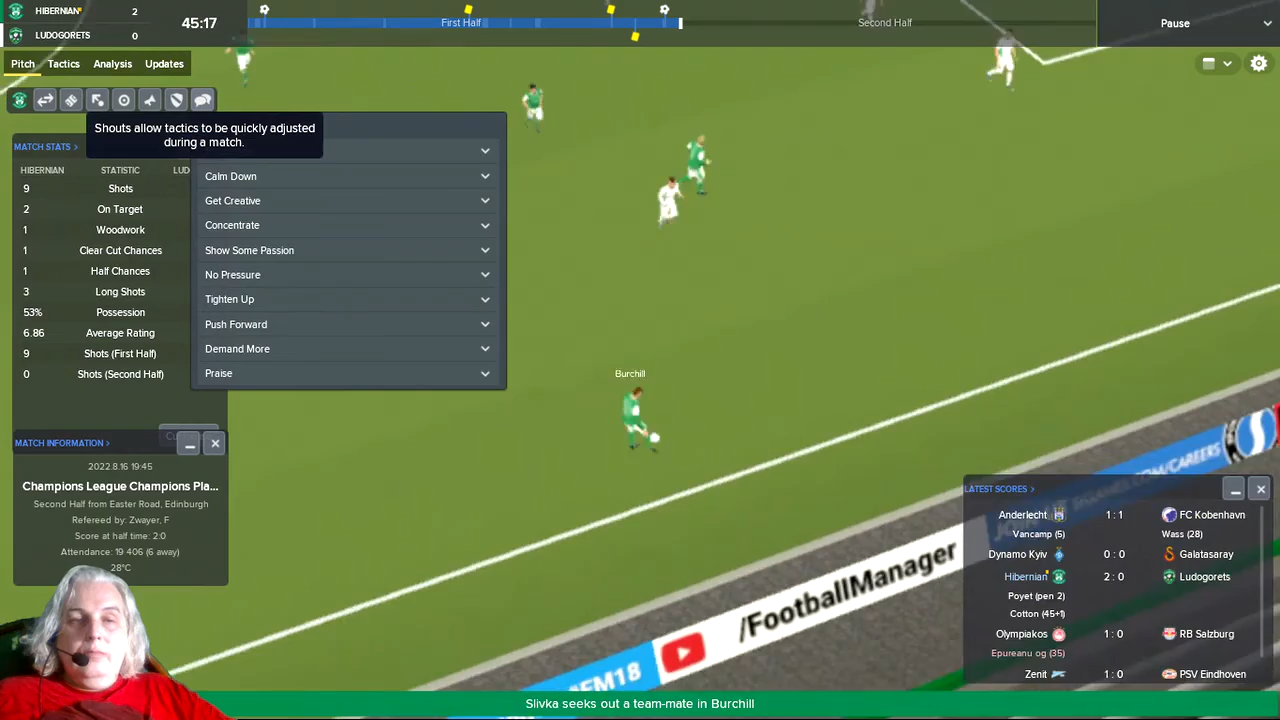 HIBERNIAN 2
LUDOGORETS 0
45:17
First Half
Second Half
Pause
Pitch Tactics Analysis Updates
Shouts allow tactics to be quickly adjusted
during a match.
MATCH STATS >
HIBERNIAN STATISTIC LUD
9 Shots
2 On Target
1 Woodwork
1 Clear Cut Chances
1 Half Chances
3 Long Shots
53% Possession
6.86 Average Rating
9 Shots (First Half)
0 Shots (Second Half)
Calm Down
Get Creative
Concentrate
Show Some Passion
No Pressure
Tighten Up
Push Forward
Demand More
Praise
Burchill
MATCH INFORMATION >
2022.8.16 19:45
Champions League Champions Pla...
Second Half from Easter Road, Edinburgh
Refereed by: Zwayer, F
Score at half time: 2:0
Attendance: 19 406 (6 away)
28°C
LATEST SCORES >
Anderlecht 1:1 FC Kobenhavn
Vancamp (5) Wass (28)
Dynamo Kyiv 0:0 Galatasaray
Hibernian 2:0 Ludogorets
Poyet (pen 2)
Cotton (45+1)
Olympiakos 1:0 RB Salzburg
Epureanu og (35)
Zenit 1:0 PSV Eindhoven
/FootballManager
FM18
Slivka seeks out a team-mate in Burchill